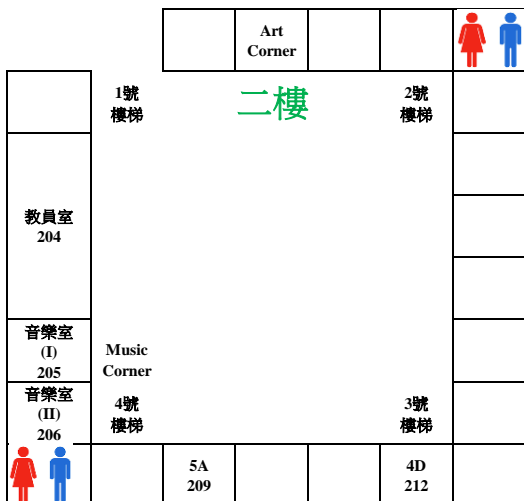 Art
Corner
1號
樓梯
二樓
2號
樓梯
教員室
204
音樂室
(I)
205
Music
Corner
音樂室
(II)
206
4號
樓梯
3號
樓梯
5A
209
4D
212